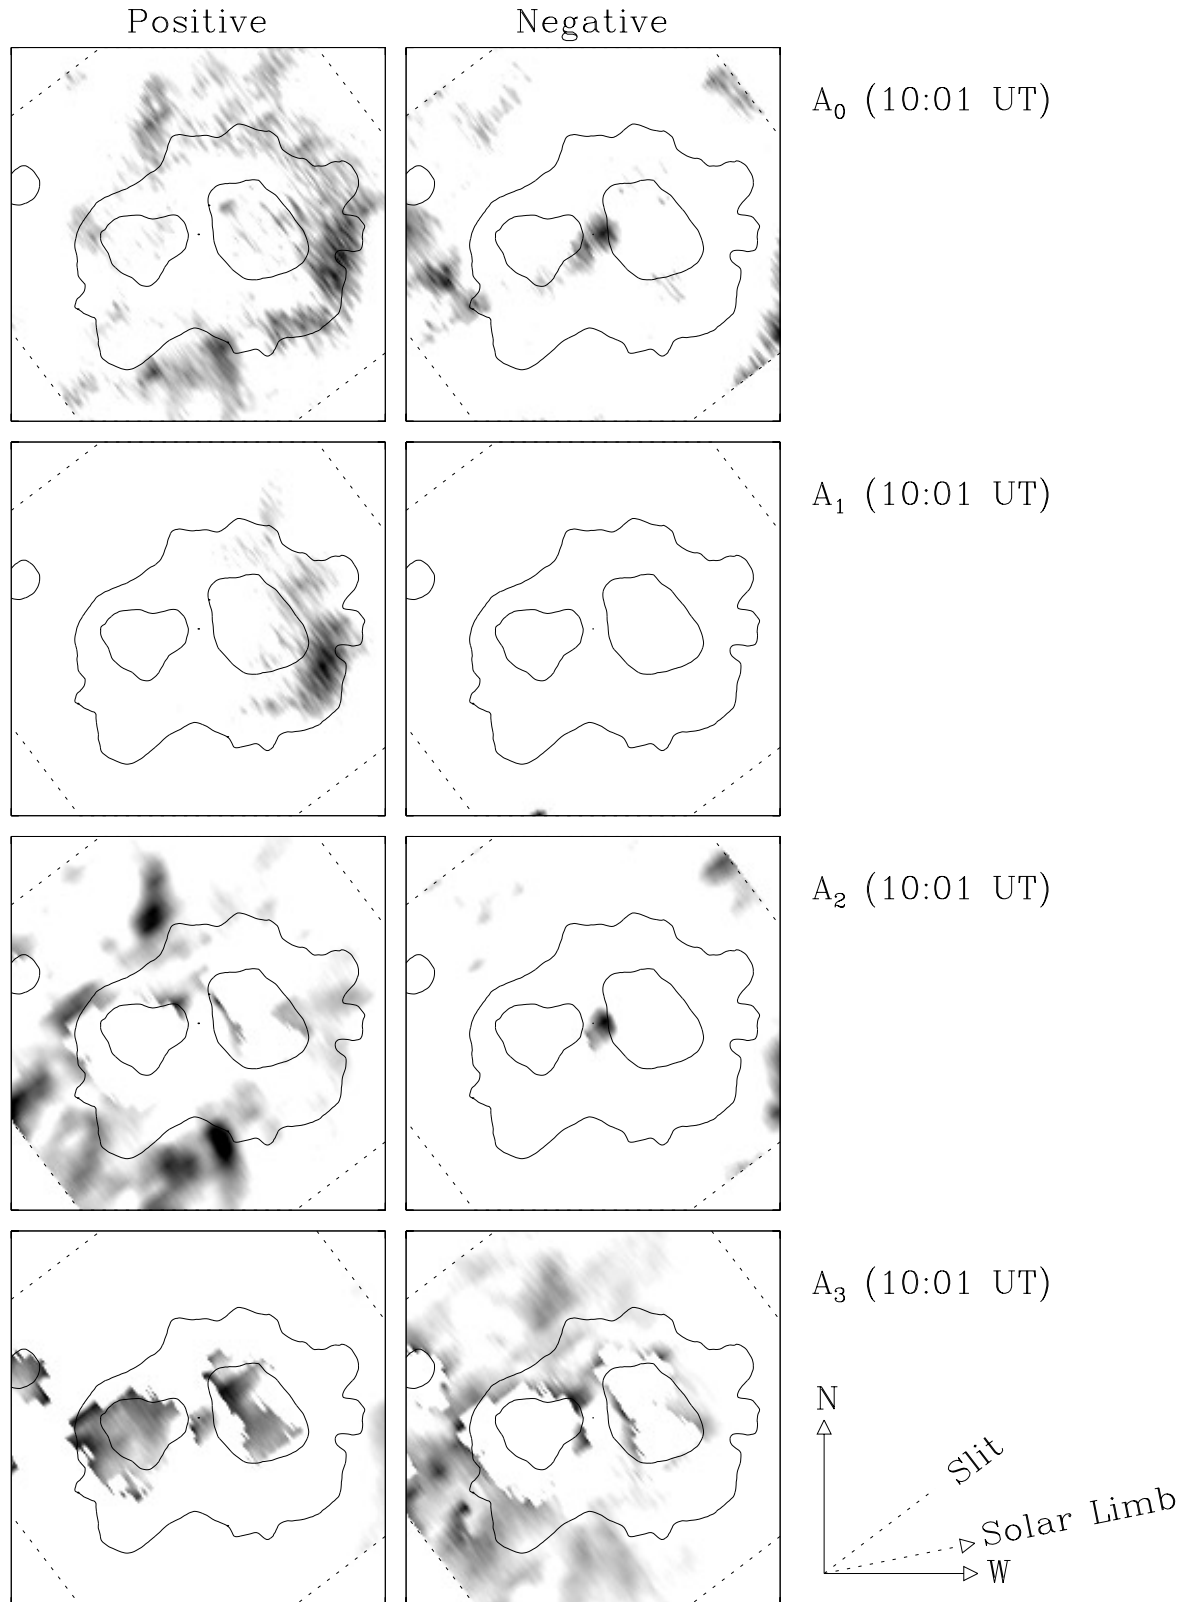 Positive Negative
A₀ (10:01 UT)
A₁ (10:01 UT)
A₂ (10:01 UT)
A₃ (10:01 UT)
N
Slit
Solar Limb
W